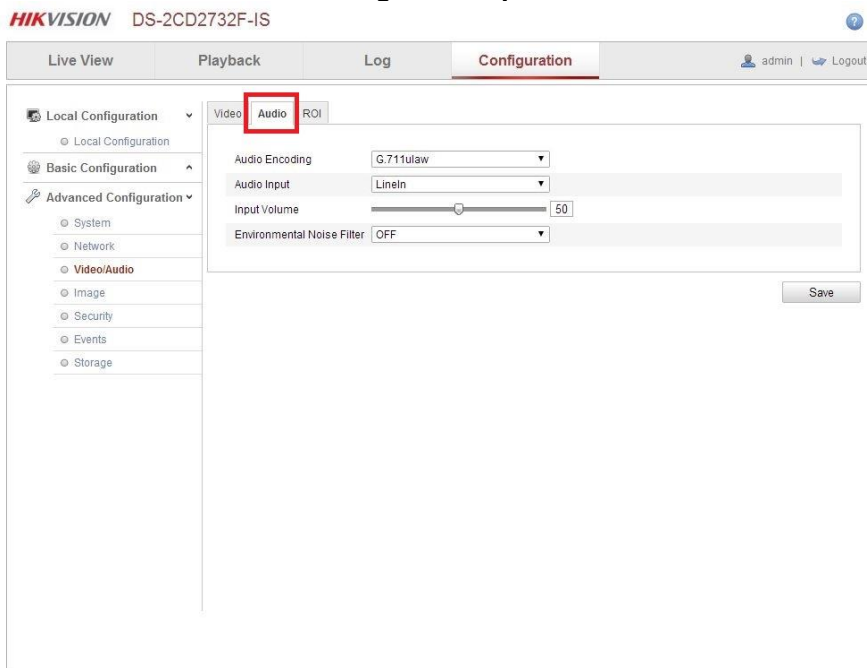 HIKVISION DS-2CD2732F-IS
Live View Playback Log Configuration admin | Logout
Local Configuration
Local Configuration
Basic Configuration
Advanced Configuration
System
Network
Video/Audio
Image
Security
Events
Storage
Video Audio ROI
Audio Encoding G.711ulaw
Audio Input LineIn
Input Volume 50
Environmental Noise Filter OFF
Save